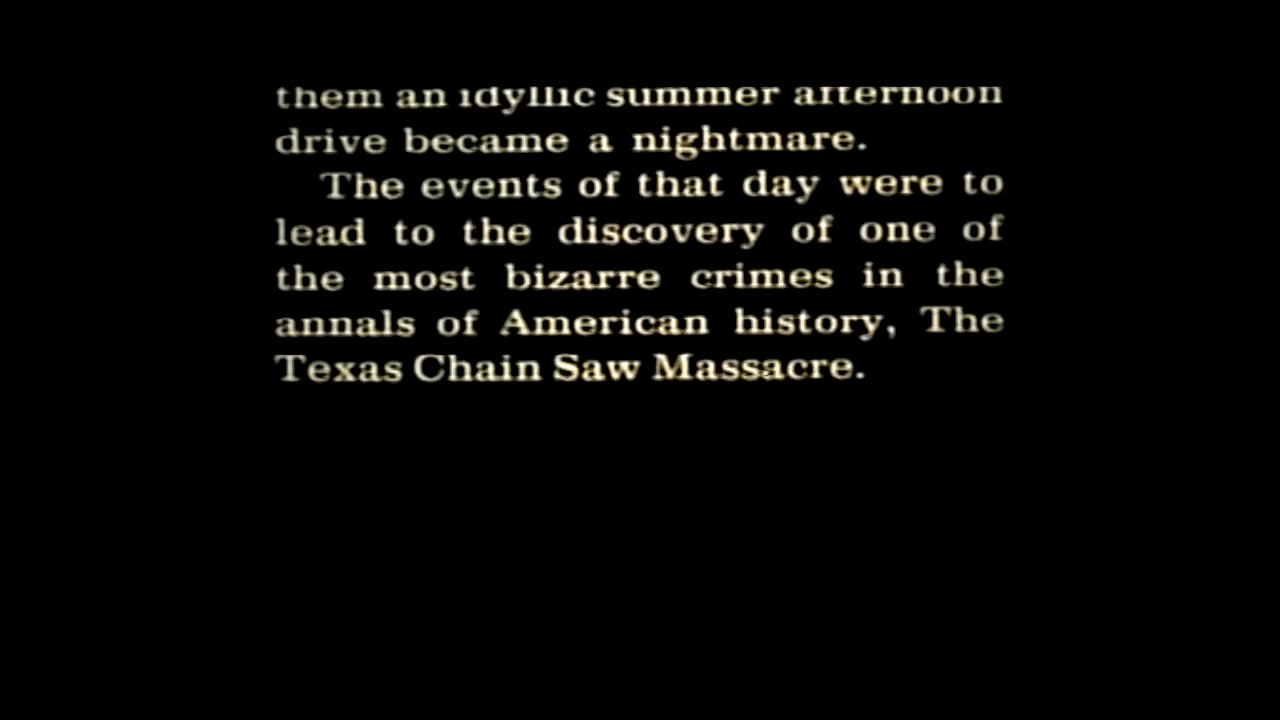 them an idyllic summer afternoon
drive became a nightmare.
The events of that day were to
lead to the discovery of one of
the most bizarre crimes in the
annals of American history, The
Texas Chain Saw Massacre.